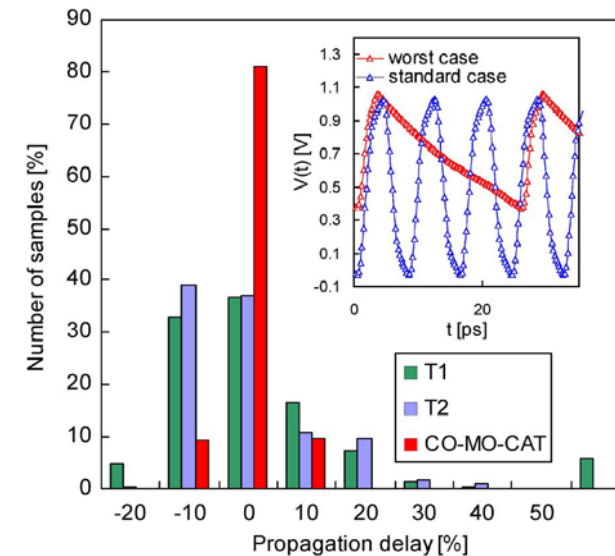 90
80
70
60
50
40
30
20
10
0
Number of samples [%]
-20 -10 0 10 20 30 40 50
Propagation delay [%]
worst case
standard case
1.3
1.1
0.9
0.7
0.5
0.3
0.1
-0.1
V(t) [V]
0 20
t [ps]
T1
T2
CO-MO-CAT